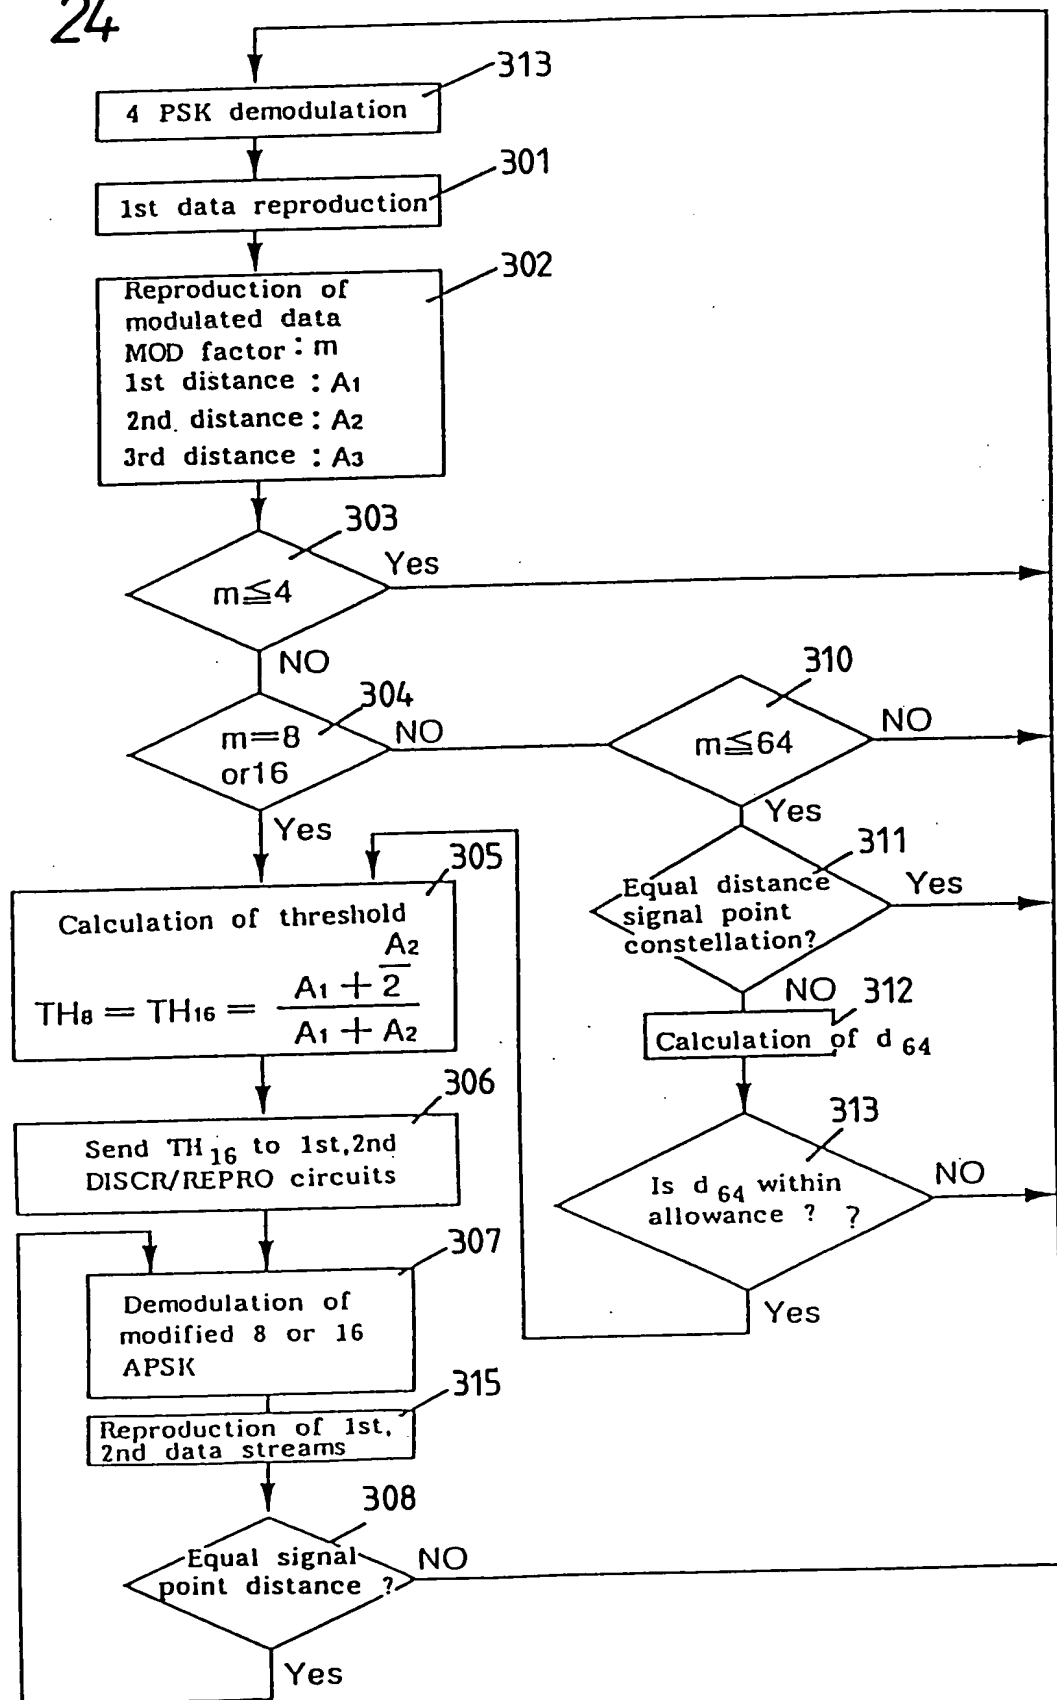 24
313
4 PSK demodulation
301
1st data reproduction
302
Reproduction of
modulated data
MOD factor : m
1st distance : A1
2nd. distance : A2
3rd distance : A3
303
m≦4
Yes
NO
304
m=8
or16
NO
Yes
310
m≦64
NO
Yes
311
Equal distance
signal point
constellation?
Yes
NO
312
Calculation of d 64
313
Is d 64 within
allowance ? ?
NO
Yes
305
Calculation of threshold
TH8 = TH16 = (A1 + A2/2) / (A1 + A2)
306
Send TH16 to 1st,2nd
DISCR/REPRO circuits
307
Demodulation of
modified 8 or 16
APSK
315
Reproduction of 1st,
2nd data streams
308
Equal signal
point distance ?
NO
Yes